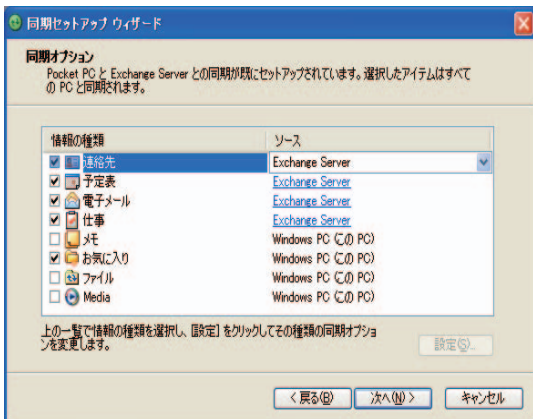 同期セットアップ ウィザード
同期オプション
Pocket PC と Exchange Server との同期が既にセットアップされています。選択したアイテムはすべて
の PC と同期されます。
情報の種類 ソース
連絡先 Exchange Server
予定表 Exchange Server
電子メール Exchange Server
仕事 Exchange Server
メモ Windows PC (この PC)
お気に入り Windows PC (この PC)
ファイル Windows PC (この PC)
Media Windows PC (この PC)
上の一覧で情報の種類を選択し、[設定] をクリックしてその種類の同期オプショ
ンを変更します。
設定(S)...
< 戻る(B) 次へ(N) > キャンセル